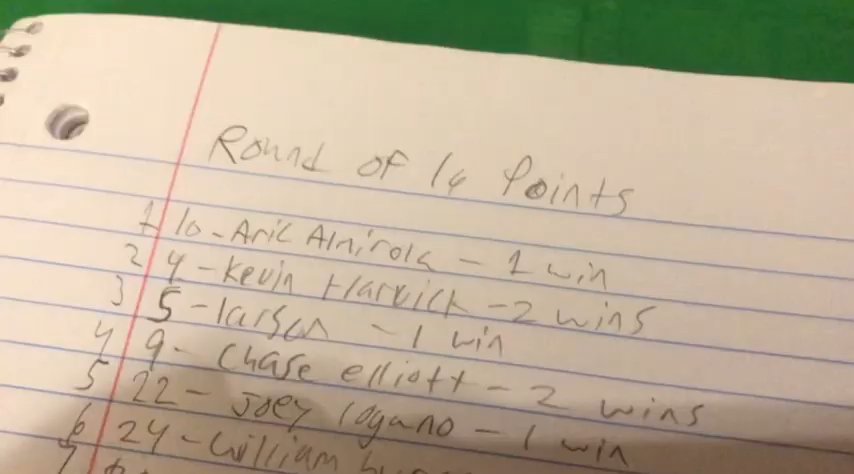 Round of 16 Points
1 10 - Aric Almirola - 1 win
2 4 - Kevin Harvick - 2 wins
3 5 - larson - 1 win
4 9 - Chase elliott - 2 wins
5 22 - Joey logano - 1 win
6 24 - William
7